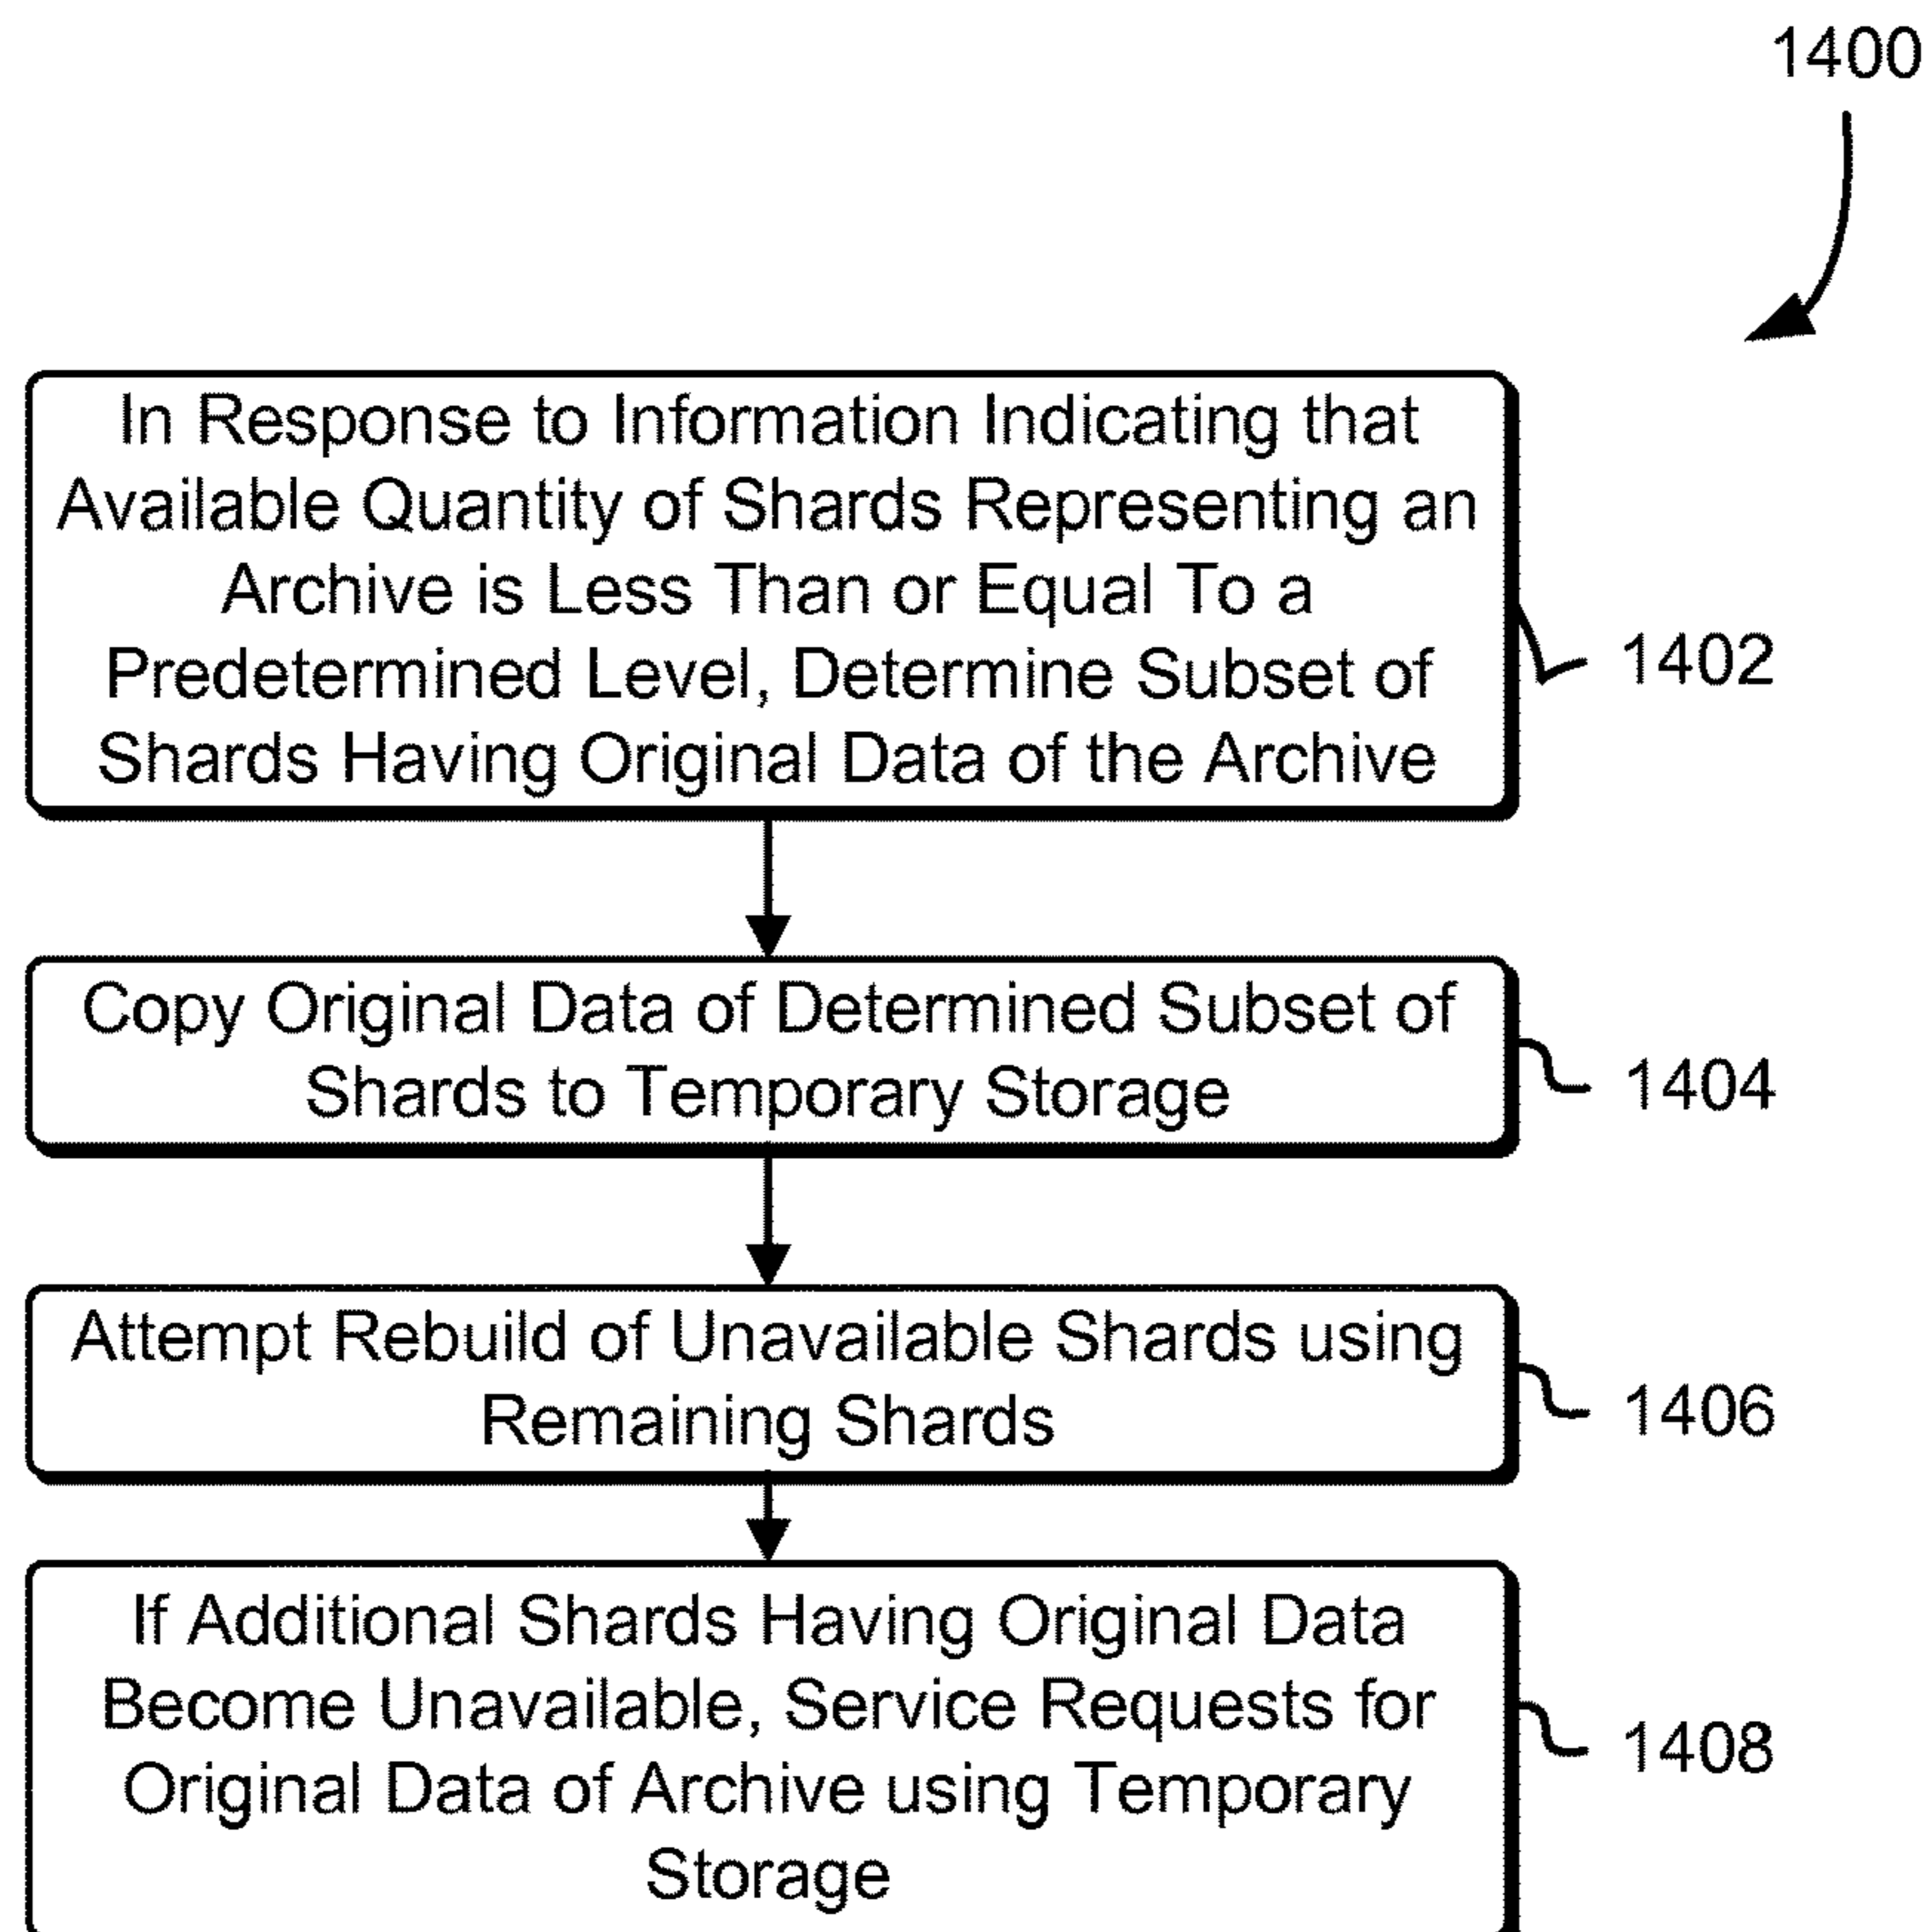 1400
In Response to Information Indicating that
Available Quantity of Shards Representing an
Archive is Less Than or Equal To a
Predetermined Level, Determine Subset of
Shards Having Original Data of the Archive
1402
Copy Original Data of Determined Subset of
Shards to Temporary Storage
1404
Attempt Rebuild of Unavailable Shards using
Remaining Shards
1406
If Additional Shards Having Original Data
Become Unavailable, Service Requests for
Original Data of Archive using Temporary
Storage
1408